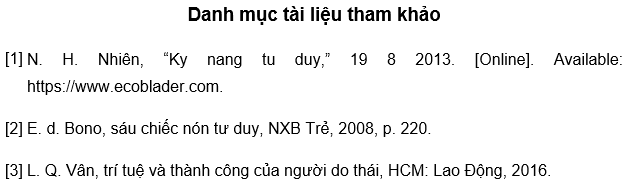 Danh mục tài liệu tham khảo
[1] N. H. Nhiên, “Ky nang tu duy,” 19 8 2013. [Online]. Available:
https://www.ecoblader.com.
[2] E. d. Bono, sáu chiếc nón tư duy, NXB Trẻ, 2008, p. 220.
[3] L. Q. Vân, trí tuệ và thành công của người do thái, HCM: Lao Động, 2016.